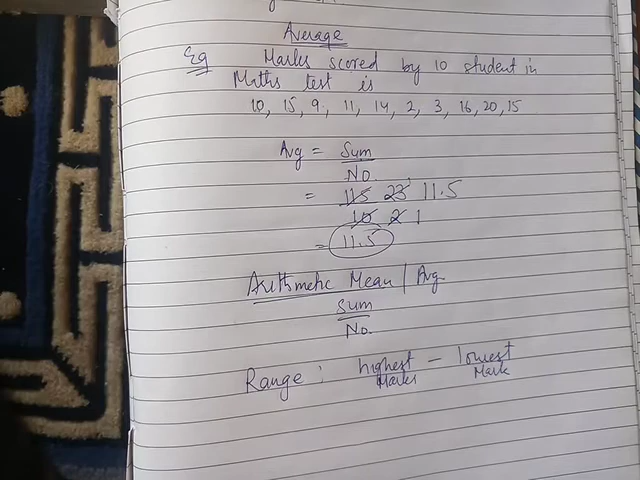 Average
Eg Marks scored by 10 student in
Maths test is
10, 15, 9, 11, 14, 2, 3, 16, 20, 15
Avg = Sum
No.
= 115 23 11.5
10 2 1
= 11.5
Arithmetic Mean / Avg
Sum
No.
Range : highest - lowest
Marks Mark